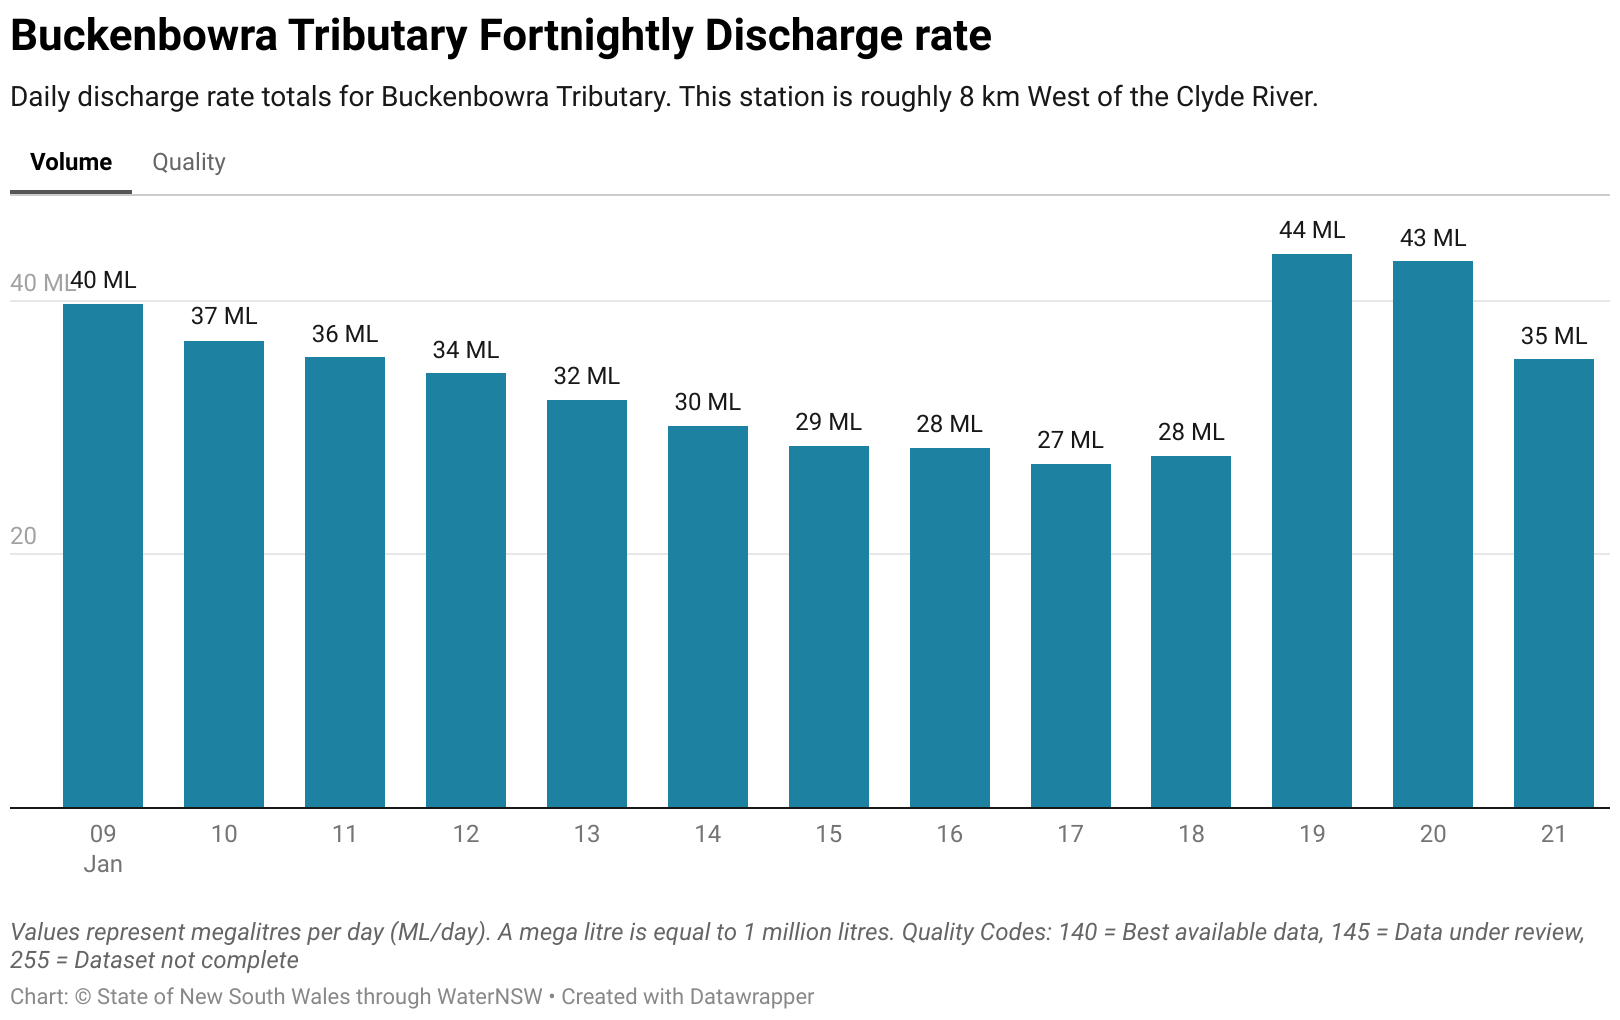 Buckenbowra Tributary Fortnightly Discharge rate
Daily discharge rate totals for Buckenbowra Tributary. This station is roughly 8 km West of the Clyde River.
Volume Quality
44 ML
43 ML
40 ML
40 ML
37 ML
36 ML
34 ML
32 ML
30 ML
29 ML
28 ML
27 ML
28 ML
35 ML
20
09 10 11 12 13 14 15 16 17 18 19 20 21
Jan
Values represent megalitres per day (ML/day). A mega litre is equal to 1 million litres. Quality Codes: 140 = Best available data, 145 = Data under review,
255 = Dataset not complete
Chart: © State of New South Wales through WaterNSW • Created with Datawrapper